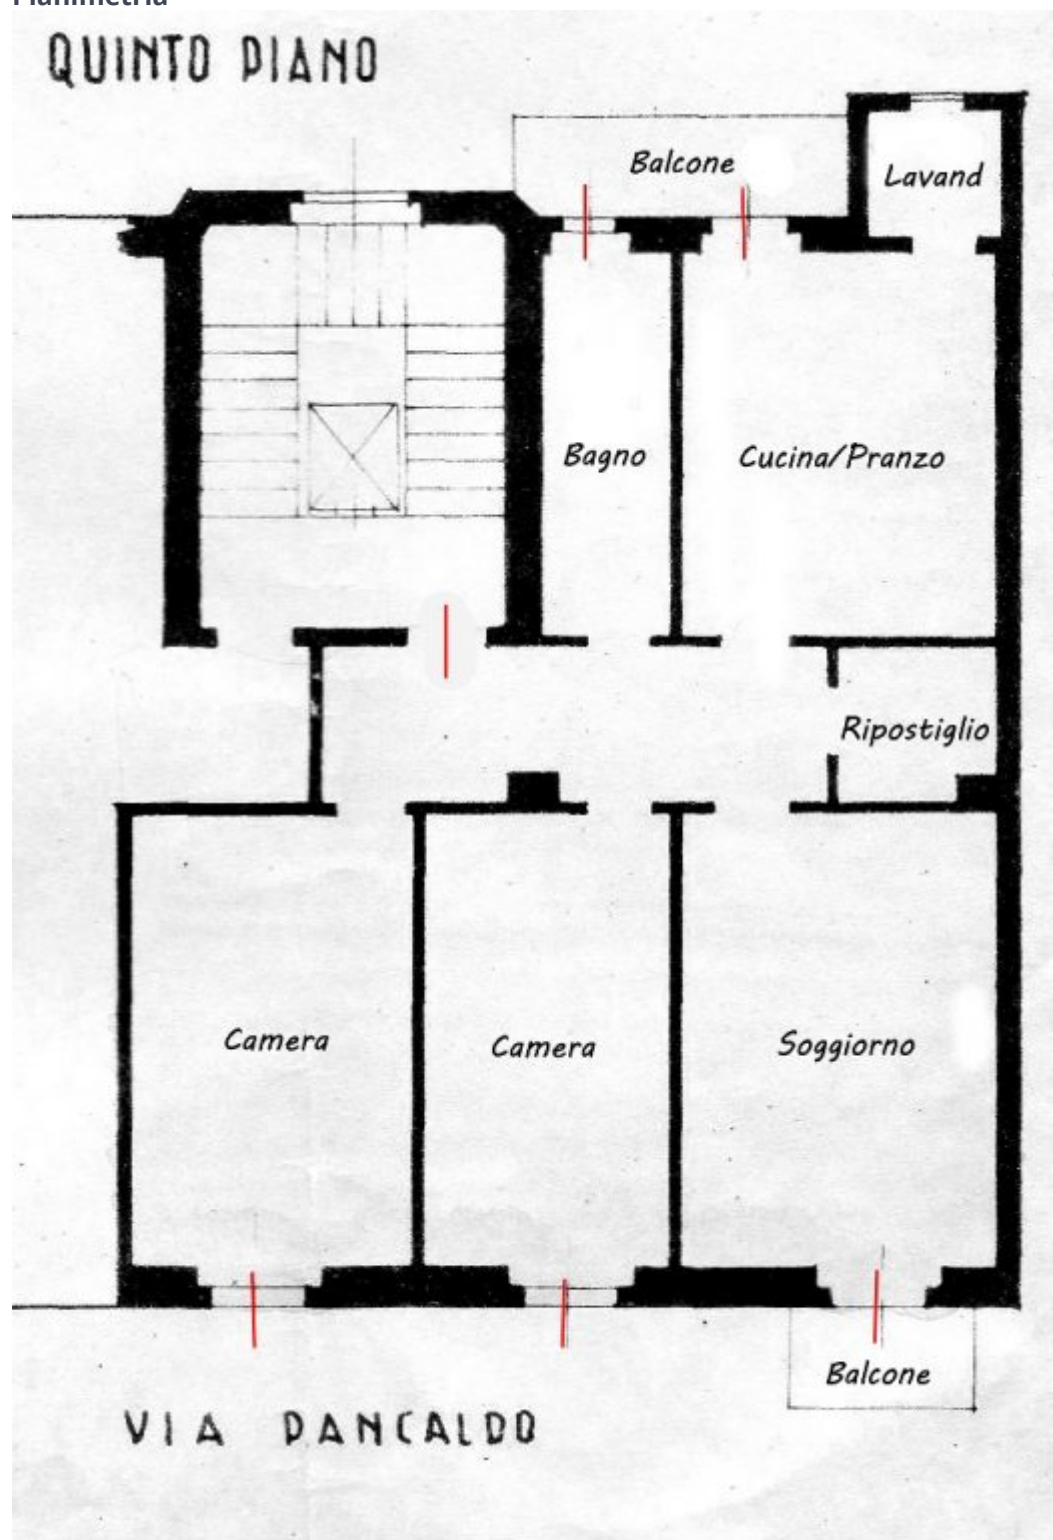 Planimetria
QUINTO PIANO
Balcone
Lavand
Bagno
Cucina/Pranzo
Ripostiglio
Camera
Camera
Soggiorno
Balcone
VIA PANCALDO